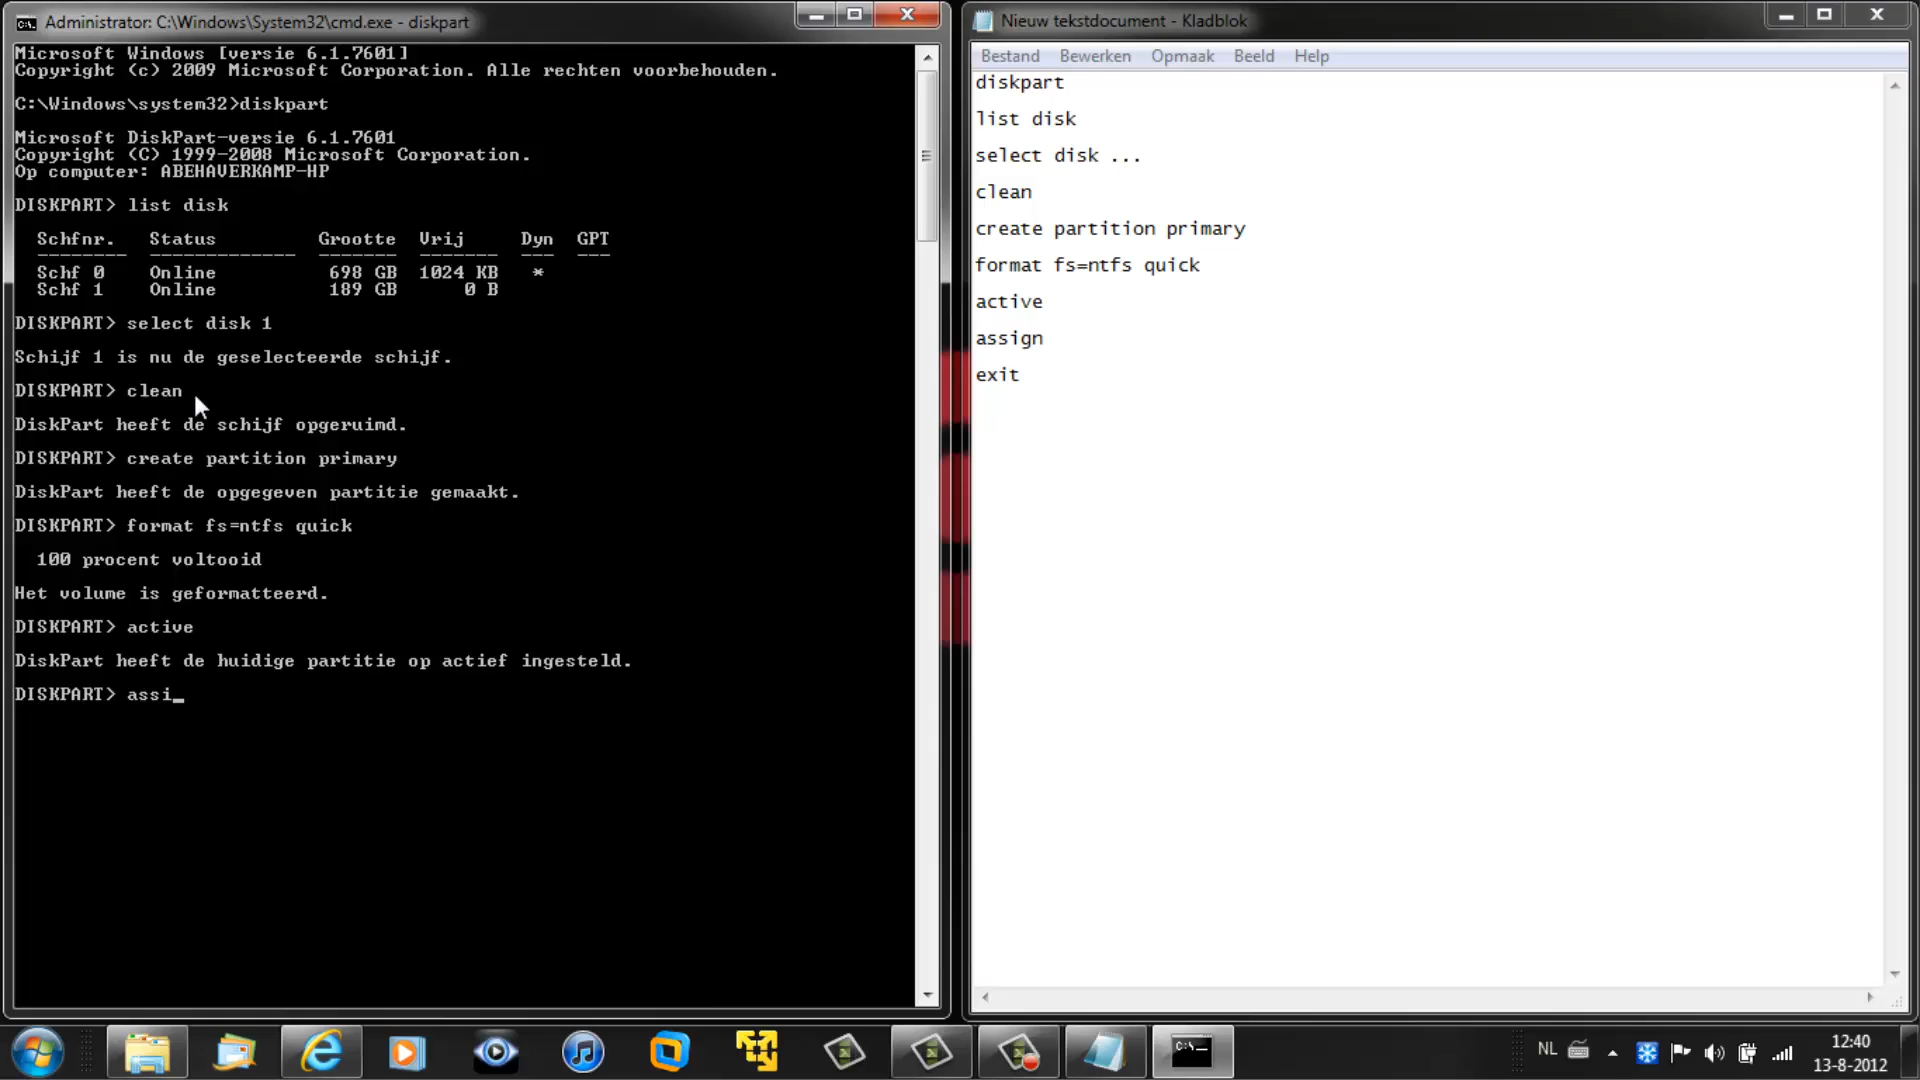 Administrator: C:\Windows\System32\cmd.exe - diskpart
Microsoft Windows [versie 6.1.7601]
Copyright (c) 2009 Microsoft Corporation. Alle rechten voorbehouden.
C:\Windows\system32>diskpart
Microsoft DiskPart-versie 6.1.7601
Copyright (C) 1999-2008 Microsoft Corporation.
Op computer: ABEHAVERKAMP-HP
DISKPART> list disk
Schfnr. Status Grootte Vrij Dyn GPT
-------- ------------- ------- ------- --- ---
Schf 0 Online 698 GB 1024 KB *
Schf 1 Online 189 GB 0 B
DISKPART> select disk 1
Schijf 1 is nu de geselecteerde schijf.
DISKPART> clean
DiskPart heeft de schijf opgeruimd.
DISKPART> create partition primary
DiskPart heeft de opgegeven partitie gemaakt.
DISKPART> format fs=ntfs quick
100 procent voltooid
Het volume is geformatteerd.
DISKPART> active
DiskPart heeft de huidige partitie op actief ingesteld.
DISKPART> assi_
Nieuw tekstdocument - Kladblok
Bestand Bewerken Opmaak Beeld Help
diskpart
list disk
select disk ...
clean
create partition primary
format fs=ntfs quick
active
assign
exit
C:\_
NL
12:40
13-8-2012